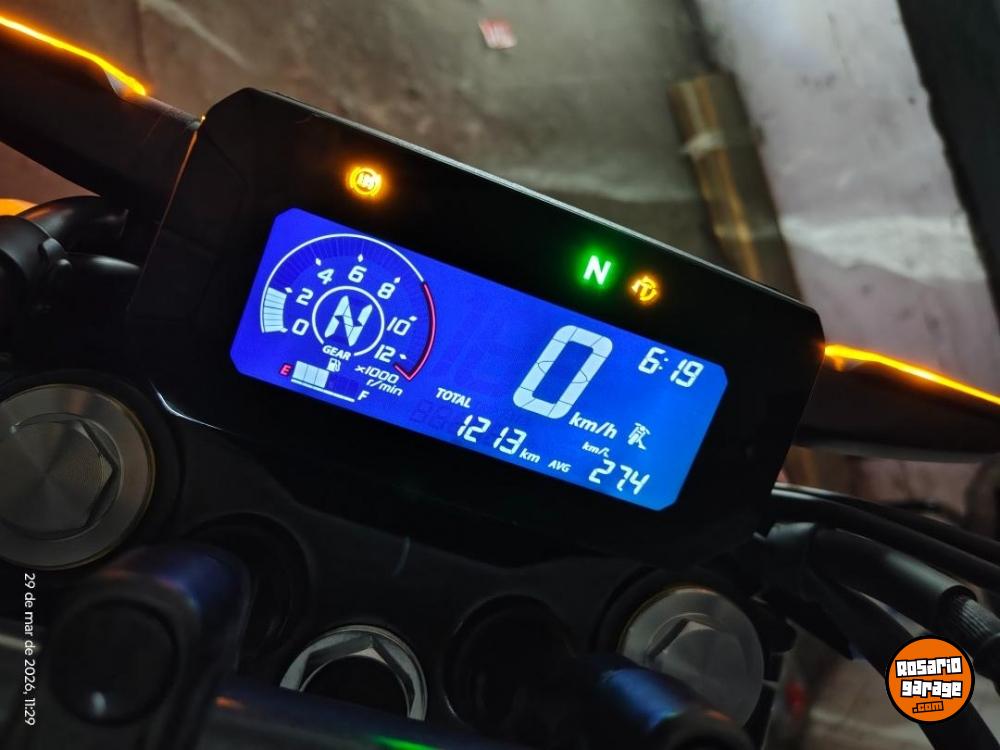 ABS
N
4 6 8
2 10
0 N 12
GEAR
x1000
r/min
E F
0
km/h
6:19
TOTAL
1213 km
AVG
km/L
27.4
29 de mar de 2026, 11:29
Rosario
garage
.com